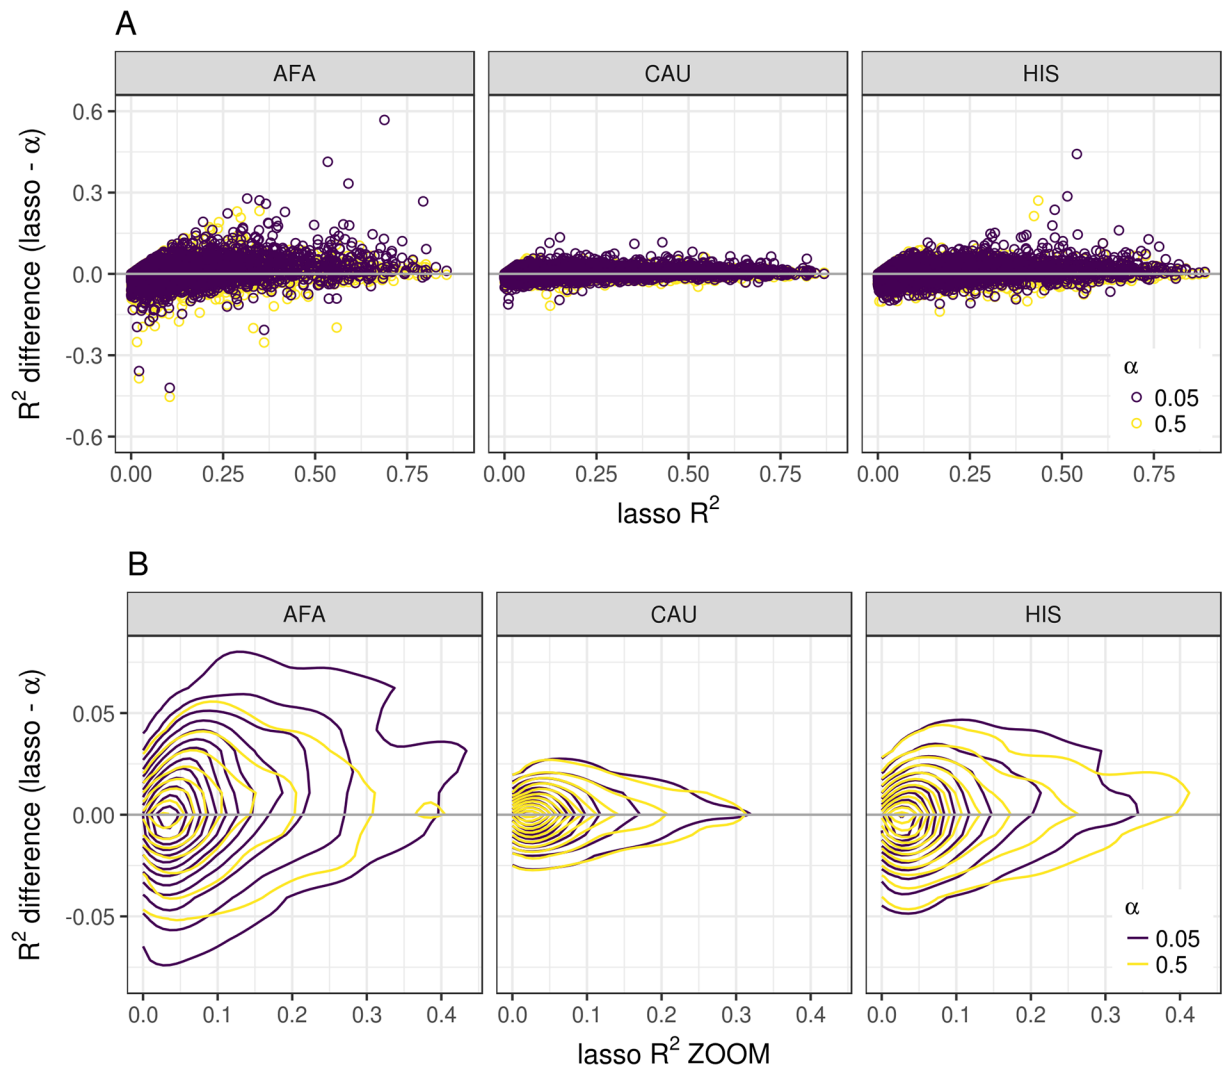 A
AFA CAU HIS
R² difference (lasso - α)
0.6
0.3
0.0
-0.3
-0.6
α
0.05
0.5
0.00 0.25 0.50 0.75 0.00 0.25 0.50 0.75 0.00 0.25 0.50 0.75
lasso R²
B
AFA CAU HIS
R² difference (lasso - α)
0.05
0.00
-0.05
α
0.05
0.5
0.0 0.1 0.2 0.3 0.4 0.0 0.1 0.2 0.3 0.4 0.0 0.1 0.2 0.3 0.4
lasso R² ZOOM